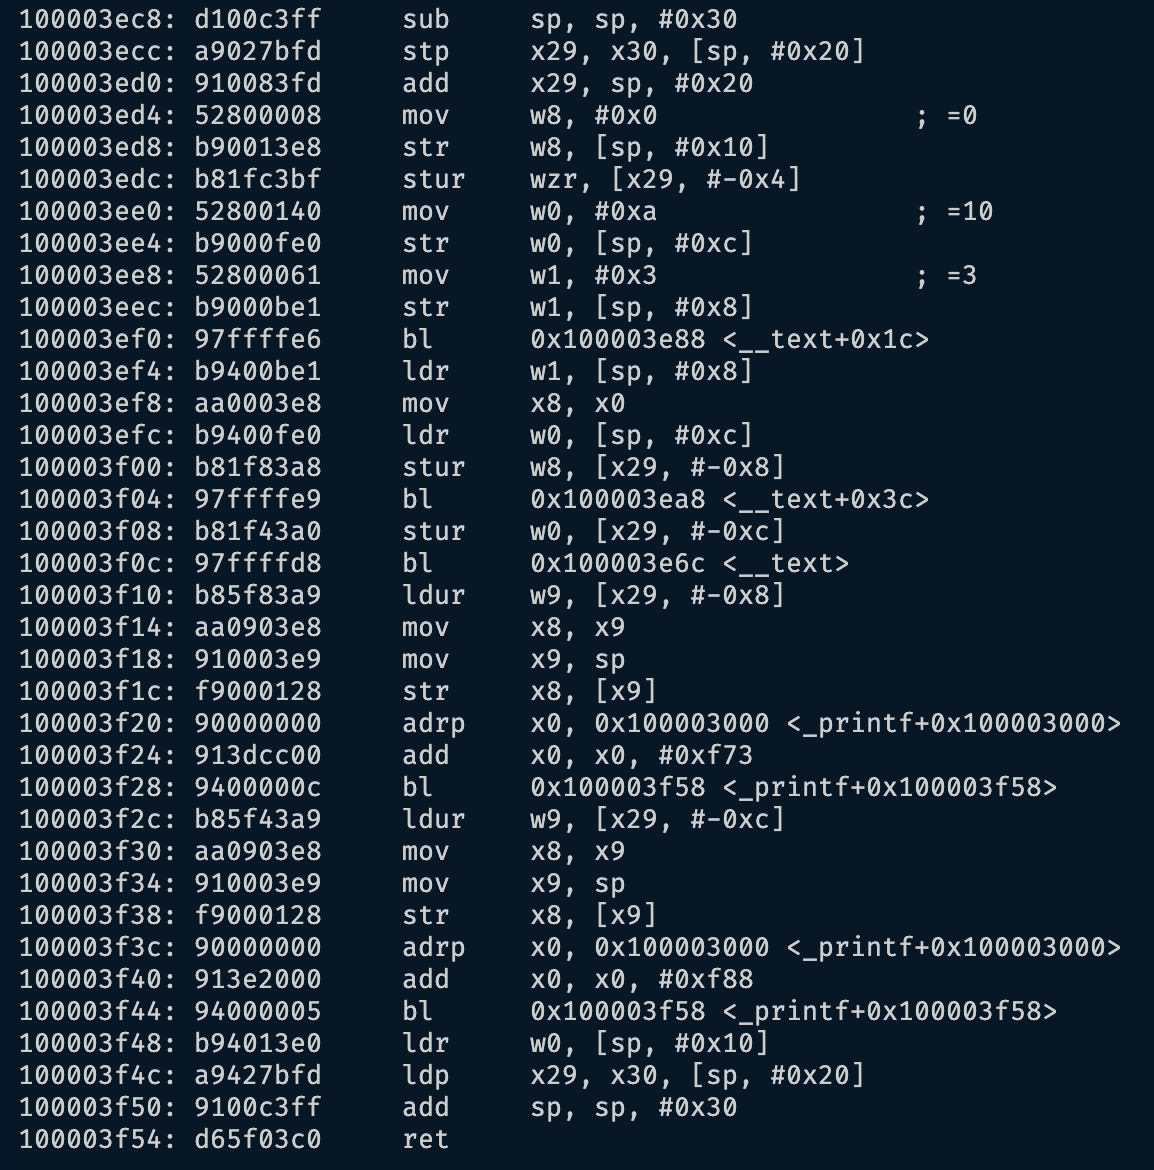 100003ec8: d100c3ff     sub     sp, sp, #0x30
100003ecc: a9027bfd     stp     x29, x30, [sp, #0x20]
100003ed0: 910083fd     add     x29, sp, #0x20
100003ed4: 52800008     mov     w8, #0x0                ; =0
100003ed8: b90013e8     str     w8, [sp, #0x10]
100003edc: b81fc3bf     stur    wzr, [x29, #-0x4]
100003ee0: 52800140     mov     w0, #0xa                ; =10
100003ee4: b9000fe0     str     w0, [sp, #0xc]
100003ee8: 52800061     mov     w1, #0x3                ; =3
100003eec: b9000be1     str     w1, [sp, #0x8]
100003ef0: 97ffffe6     bl      0x100003e88 <__text+0x1c>
100003ef4: b9400be1     ldr     w1, [sp, #0x8]
100003ef8: aa0003e8     mov     x8, x0
100003efc: b9400fe0     ldr     w0, [sp, #0xc]
100003f00: b81f83a8     stur    w8, [x29, #-0x8]
100003f04: 97ffffe9     bl      0x100003ea8 <__text+0x3c>
100003f08: b81f43a0     stur    w0, [x29, #-0xc]
100003f0c: 97ffffd8     bl      0x100003e6c <__text>
100003f10: b85f83a9     ldur    w9, [x29, #-0x8]
100003f14: aa0903e8     mov     x8, x9
100003f18: 910003e9     mov     x9, sp
100003f1c: f9000128     str     x8, [x9]
100003f20: 90000000     adrp    x0, 0x100003000 <_printf+0x100003000>
100003f24: 913dcc00     add     x0, x0, #0xf73
100003f28: 9400000c     bl      0x100003f58 <_printf+0x100003f58>
100003f2c: b85f43a9     ldur    w9, [x29, #-0xc]
100003f30: aa0903e8     mov     x8, x9
100003f34: 910003e9     mov     x9, sp
100003f38: f9000128     str     x8, [x9]
100003f3c: 90000000     adrp    x0, 0x100003000 <_printf+0x100003000>
100003f40: 913e2000     add     x0, x0, #0xf88
100003f44: 94000005     bl      0x100003f58 <_printf+0x100003f58>
100003f48: b94013e0     ldr     w0, [sp, #0x10]
100003f4c: a9427bfd     ldp     x29, x30, [sp, #0x20]
100003f50: 9100c3ff     add     sp, sp, #0x30
100003f54: d65f03c0     ret